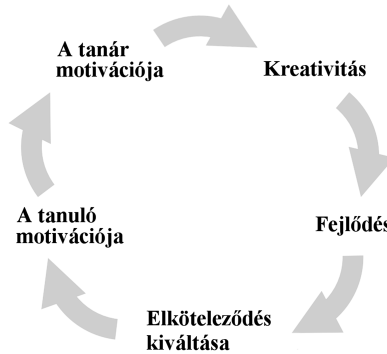 A tanár
motivációja
Kreativitás
Fejlődés
Elköteleződés
kiváltása
A tanuló
motivációja